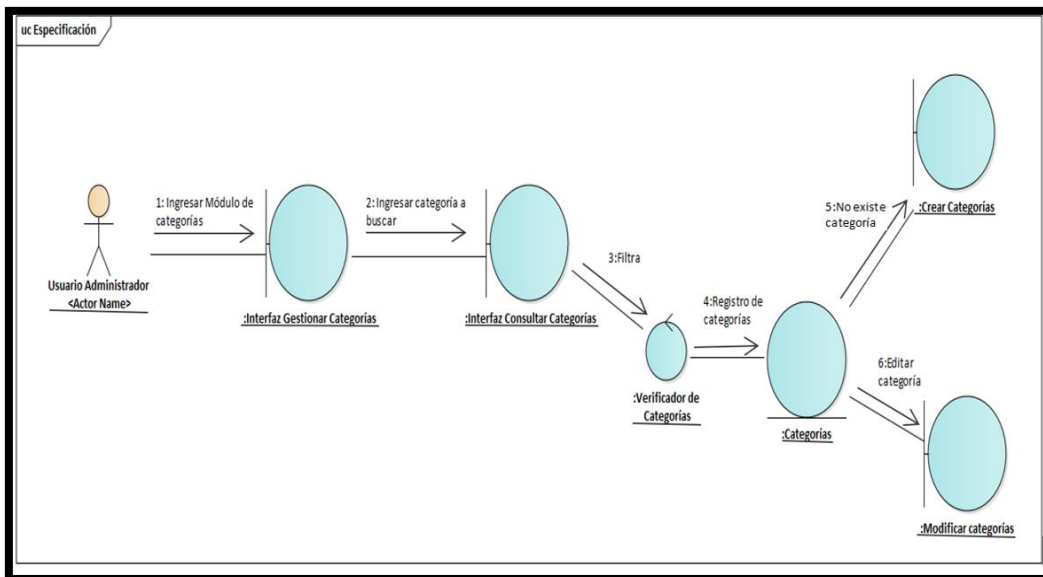 uc Especificación
1: Ingresar Módulo de
categorías
2: Ingresar categoría a
buscar
3:Filtra
4:Registro de
categorías
5:No existe
categoría
6:Editar
categoría
Usuario Administrador
<Actor Name>
:Interfaz Gestionar Categorías
:Interfaz Consultar Categorías
:Verificador de
Categorías
:Categorías
:Crear Categorías
:Modificar categorías